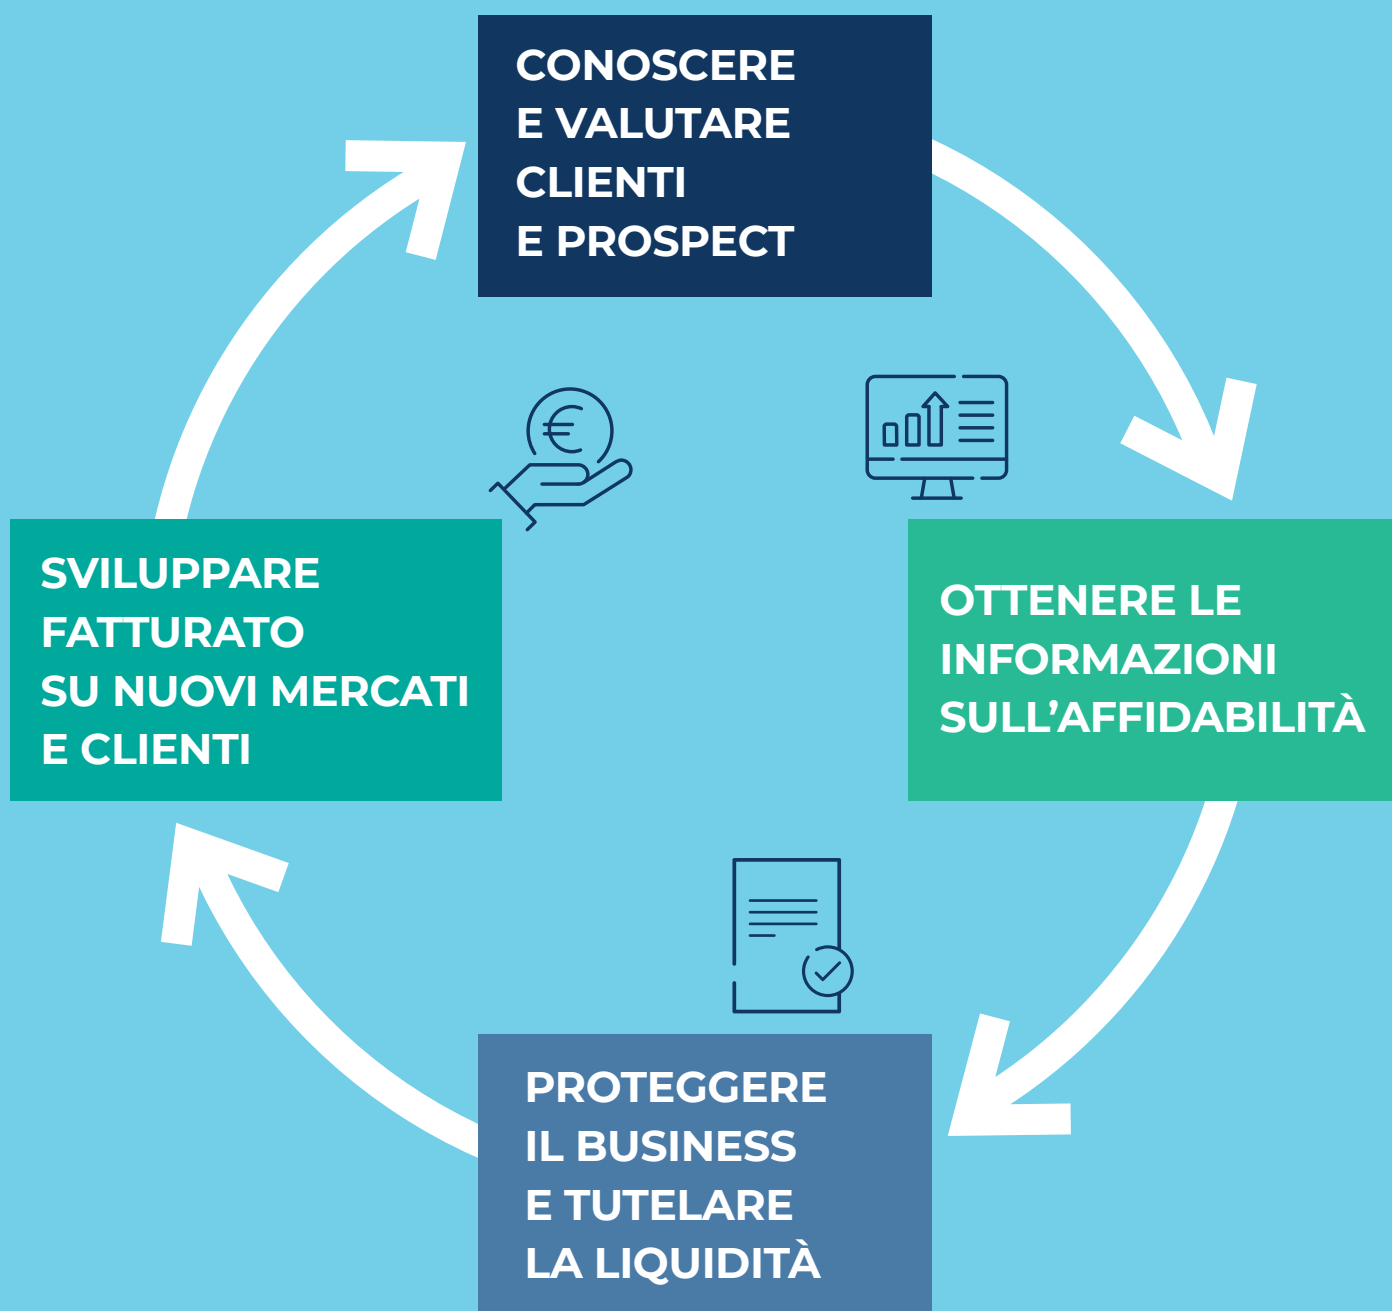 CONOSCERE
E VALUTARE
CLIENTI
E PROSPECT
OTTENERE LE
INFORMAZIONI
SULL’AFFIDABILITÀ
PROTEGGERE
IL BUSINESS
E TUTELARE
LA LIQUIDITÀ
SVILUPPARE
FATTURATO
SU NUOVI MERCATI
E CLIENTI